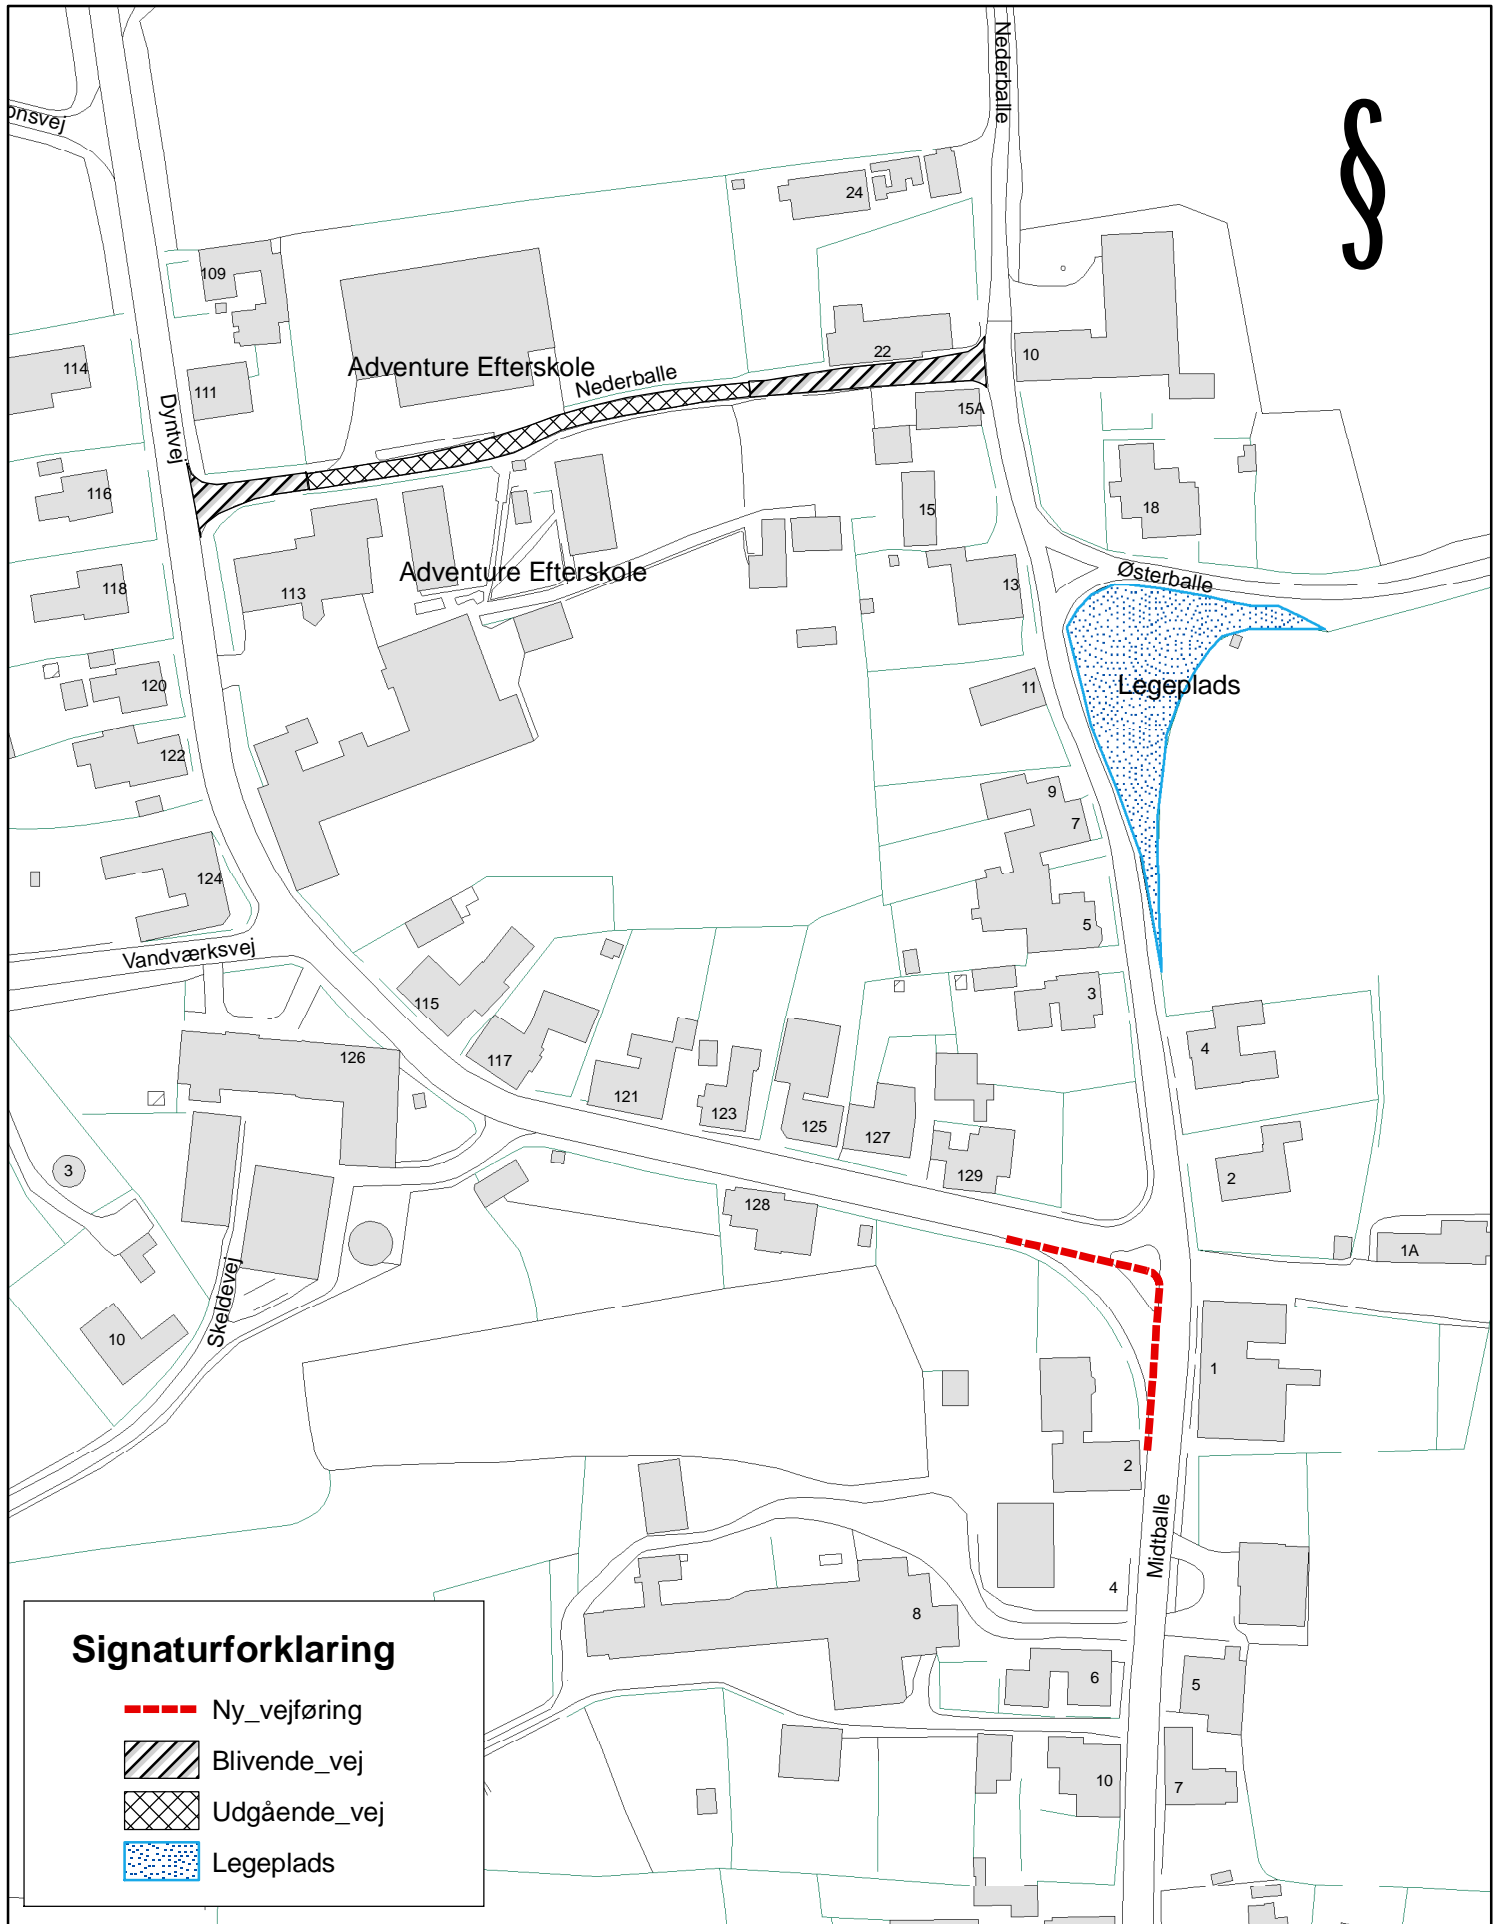 Nederballe
onsvej
§
24
109
Adventure Efterskole
22
10
114
Nederballe
111
15A
Dyntvej
116
15
18
Østerballe
118
113
Adventure Efterskole
13
120
11
Legeplads
122
9
7
124
5
Vandværksvej
115
3
126
117
4
121
123
125
127
3
129
2
128
1A
Skeldevej
10
1
2
Midtballe
4
8
6
5
10
7
Signaturforklaring
Ny_vejføring
Blivende_vej
Udgående_vej
Legeplads